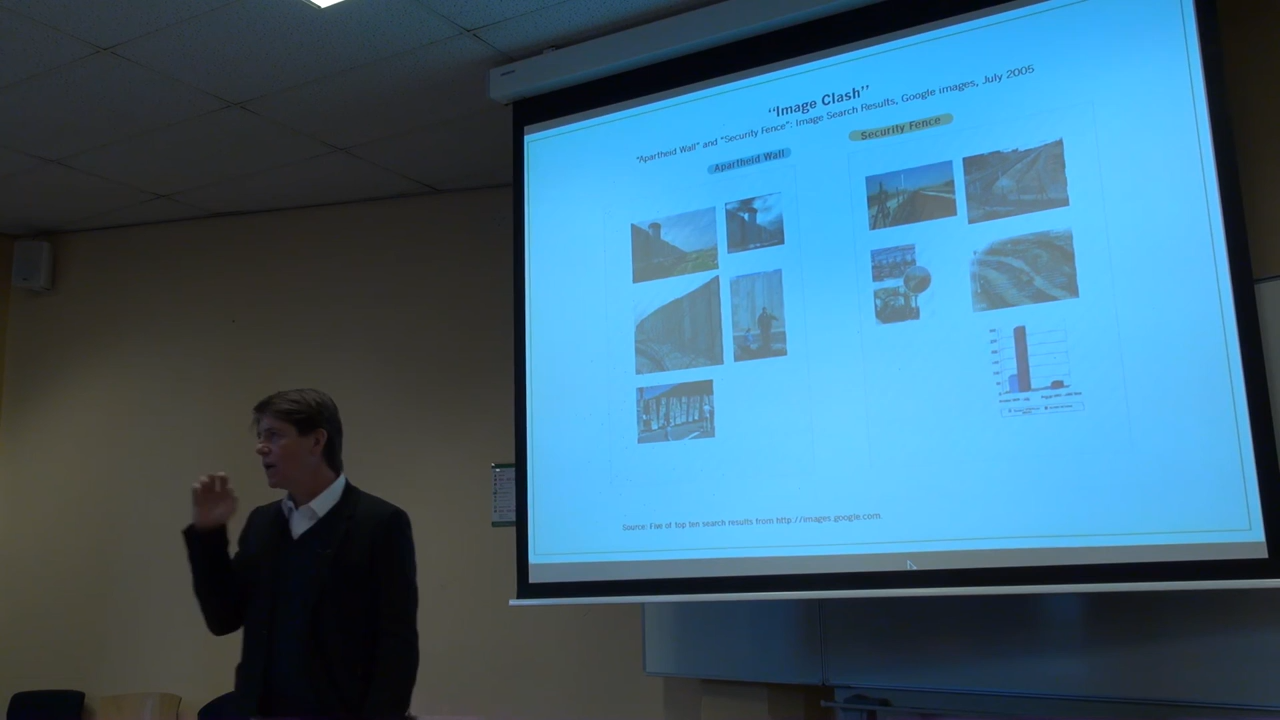 “Image Clash”
“Apartheid Wall” and “Security Fence”: Image Search Results, Google images, July 2005
Apartheid Wall
Security Fence
Source: Five of top ten search results from http://images.google.com.